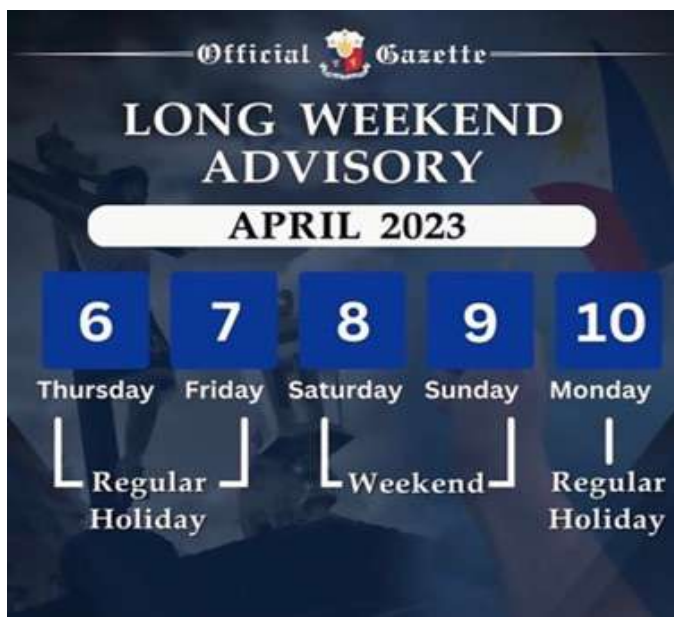 Official Gazette
LONG WEEKEND
ADVISORY
APRIL 2023
6 7 8 9 10
Thursday Friday Saturday Sunday Monday
Regular Holiday
Weekend
Regular Holiday